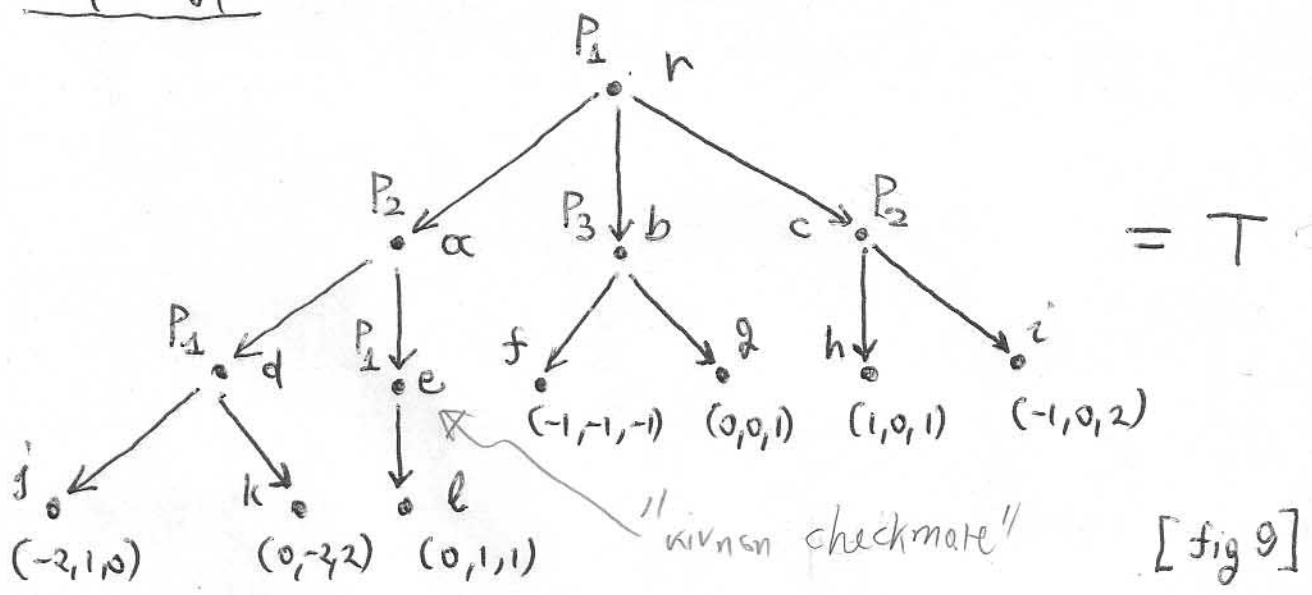 P₁ r
P₂ a P₃ b c P₂ = T
P₁ d P₁ e f g h i
(-1,-1,-1) (0,0,1) (1,0,1) (-1,0,2)
j k l
(-2,1,0) (0,-2,2) (0,1,1) "κίνηση checkmate" [fig 9]